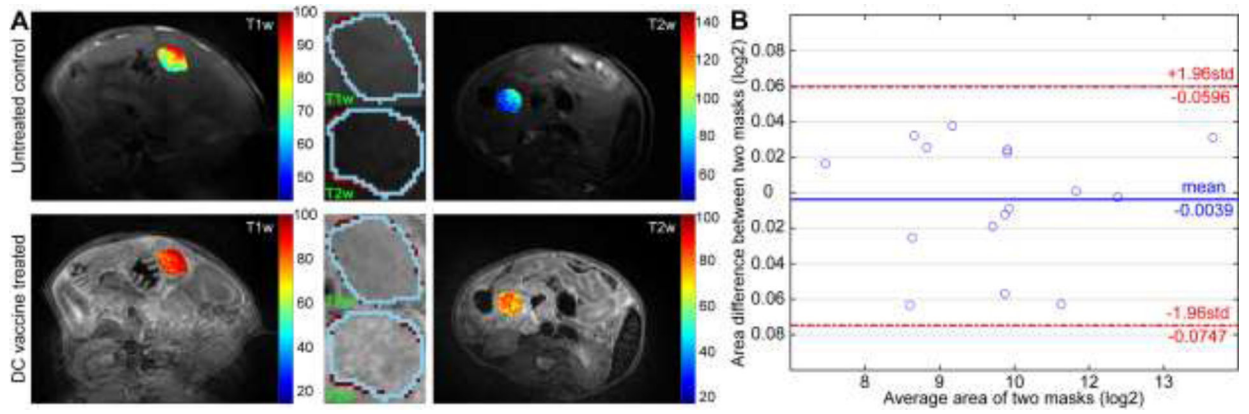 A
Untreated control
T1w
100
90
80
70
60
50
T1w
T2w
T2w
140
120
100
80
60
DC vaccine treated
T1w
100
80
60
40
20
T2w
100
80
60
40
20
B
Area difference between two masks (log2)
0.08
0.06
0.04
0.02
0
0.02
0.04
0.06
0.08
+1.96std
-0.0596
mean
-0.0039
-1.96std
-0.0747
8 9 10 12 13
Average area of two masks (log2)